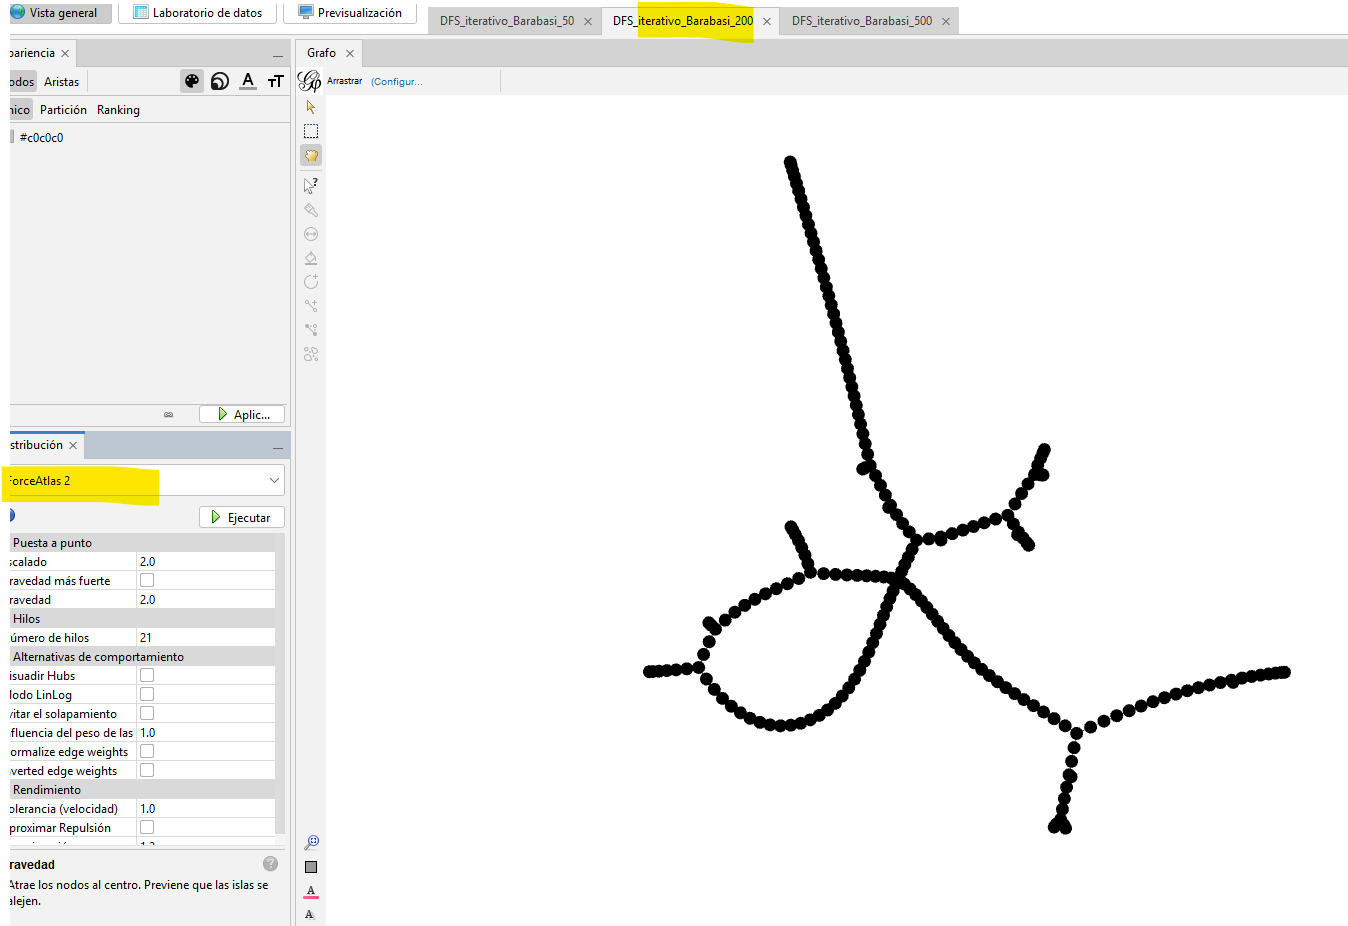 Vista general Laboratorio de datos Previsualización
DFS_iterativo_Barabasi_50 × DFS_iterativo_Barabasi_200 × DFS_iterativo_Barabasi_500 ×
pariencia ×
odos Aristas A TT
nico Partición Ranking
#c0c0c0
Aplic...
stribución ×
ForceAtlas 2
Ejecutar
Puesta a punto
scalado 2.0
ravedad más fuerte
ravedad 2.0
Hilos
úmero de hilos 21
Alternativas de comportamiento
isuadir Hubs
Modo LinLog
vitar el solapamiento
nfluencia del peso de las 1.0
ormalize edge weights
verted edge weights
Rendimiento
olerancia (velocidad) 1.0
proximar Repulsión
ravedad
Atrae los nodos al centro. Previene que las islas se
alejen.
Grafo ×
Arrastrar (Configur...
A
A